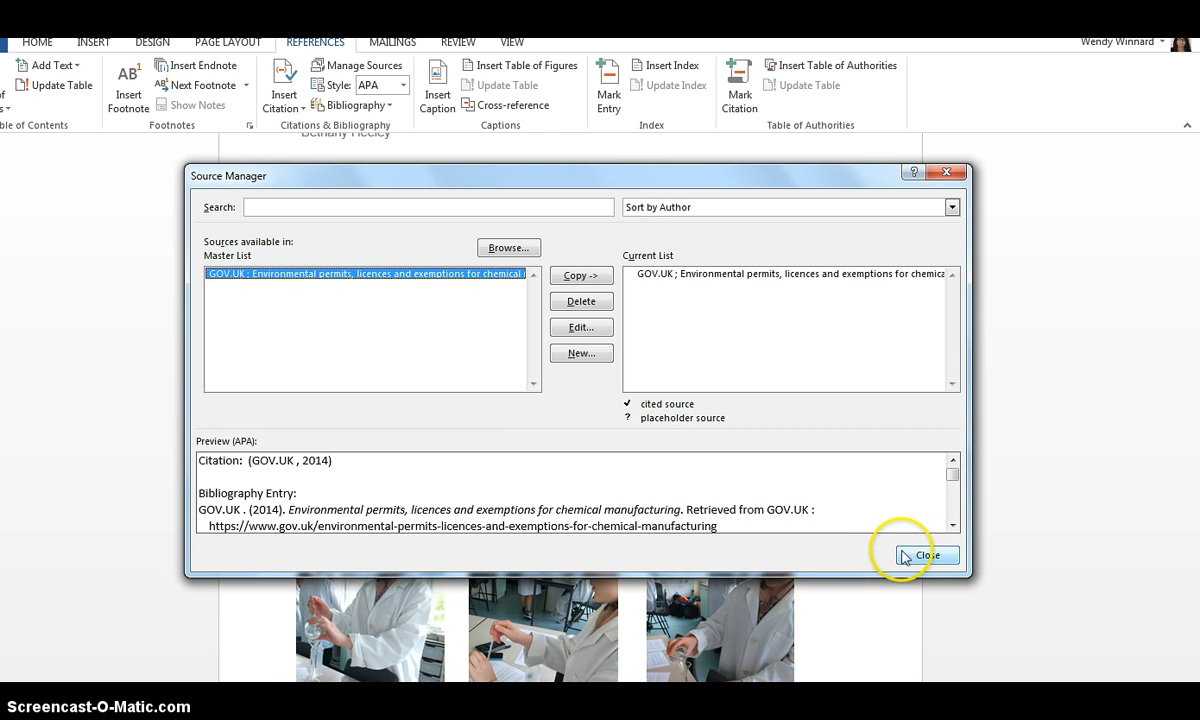 HOME INSERT DESIGN PAGE LAYOUT REFERENCES MAILINGS REVIEW VIEW Wendy Winnard
Add Text
Update Table
le of Contents
AB¹
Insert
Footnote
Insert Endnote
Next Footnote
Show Notes
Footnotes
Insert
Citation
Manage Sources
Style: APA
Bibliography
Citations & Bibliography
Insert
Caption
Insert Table of Figures
Update Table
Cross-reference
Captions
Mark
Entry
Insert Index
Update Index
Index
Mark
Citation
Insert Table of Authorities
Update Table
Table of Authorities
Source Manager
Search:
Sort by Author
Sources available in:
Master List
Browse...
Current List
GOV.UK ; Environmental permits, licences and exemptions for chemical
Copy ->
Delete
Edit...
New...
GOV.UK ; Environmental permits, licences and exemptions for chemica
✓ cited source
? placeholder source
Preview (APA):
Citation: (GOV.UK , 2014)
Bibliography Entry:
GOV.UK . (2014). Environmental permits, licences and exemptions for chemical manufacturing. Retrieved from GOV.UK :
https://www.gov.uk/environmental-permits-licences-and-exemptions-for-chemical-manufacturing
Close
Screencast-O-Matic.com